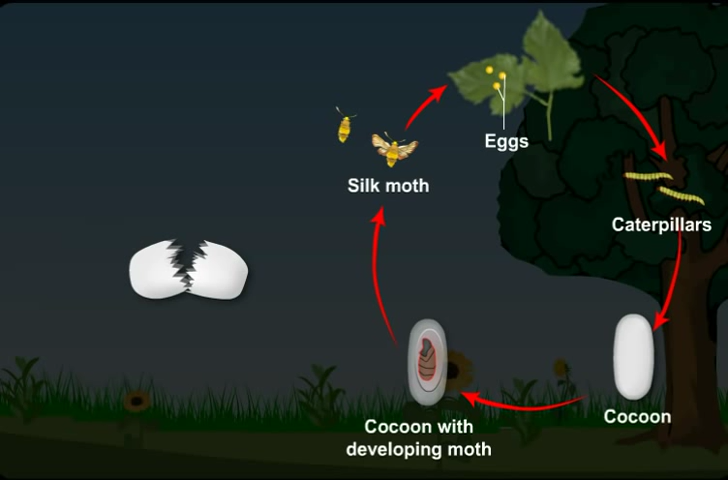 Eggs
Silk moth
Caterpillars
Cocoon
Cocoon with
developing moth